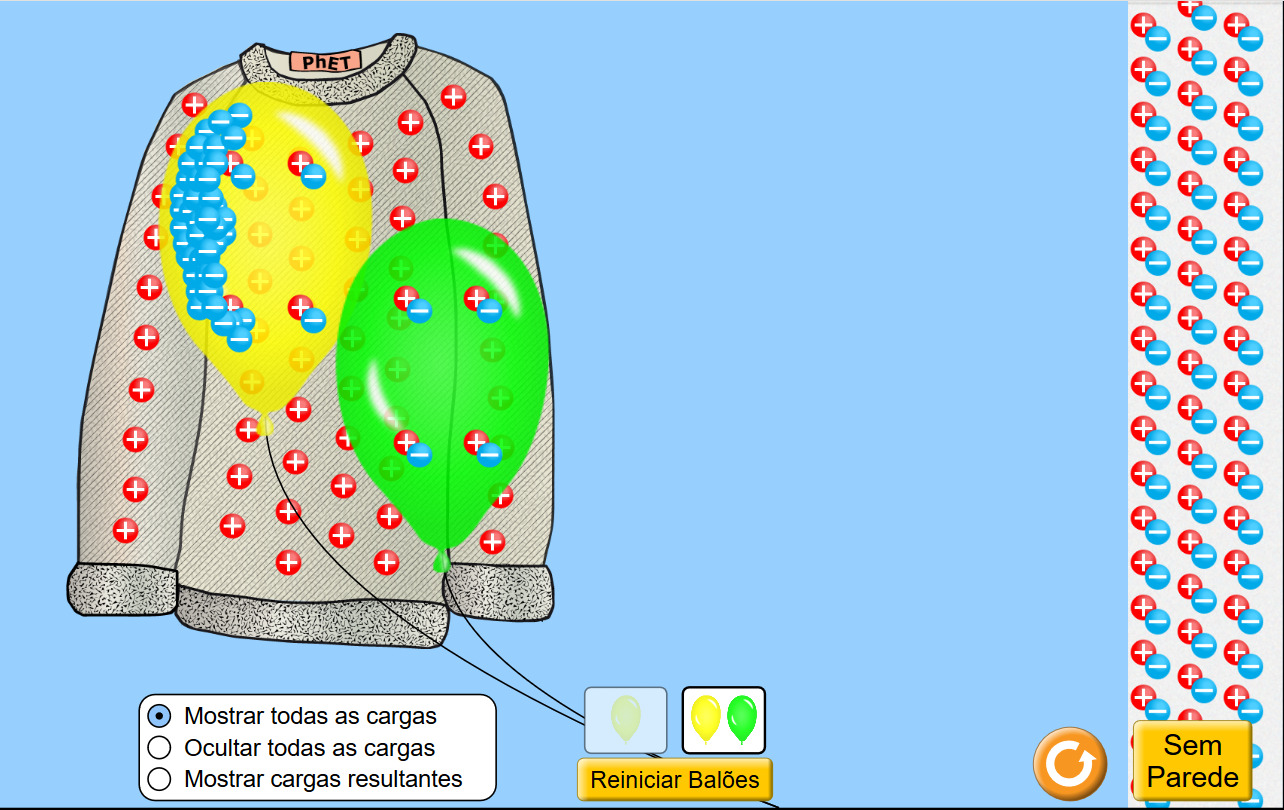 PhET
Mostrar todas as cargas
Ocultar todas as cargas
Mostrar cargas resultantes
Reiniciar Balões
Sem
Parede